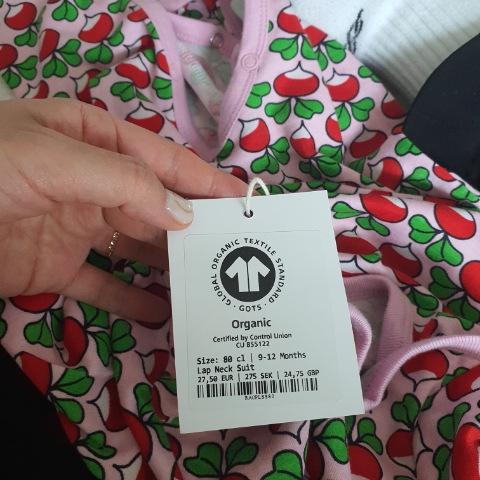 GLOBAL ORGANIC TEXTILE STANDARD · GOTS ·
Organic
Certified by Control Union
CU 855122
Size: 80 cl | 9-12 Months
Lap Neck Suit
27,50 EUR | 275 SEK | 24,75 GBP